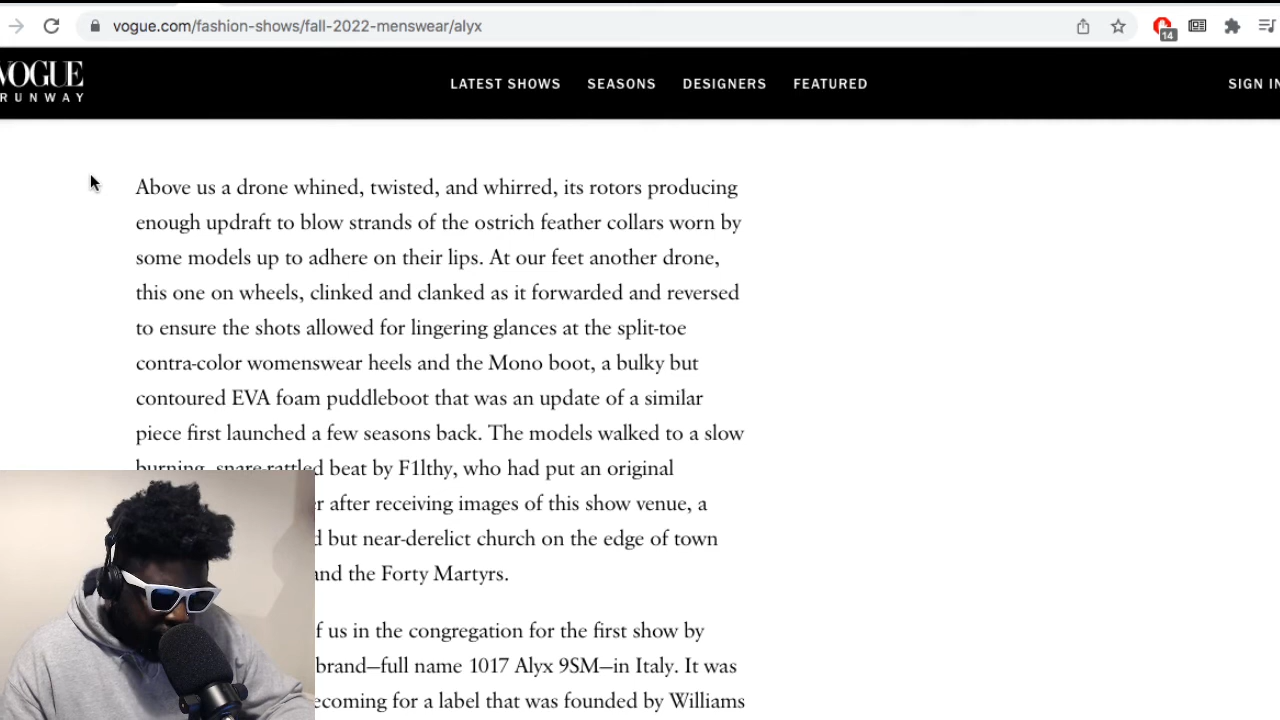 vogue.com/fashion-shows/fall-2022-menswear/alyx
14
VOGUE
RUNWAY
LATEST SHOWS SEASONS DESIGNERS FEATURED
SIGN IN
Above us a drone whined, twisted, and whirred, its rotors producing
enough updraft to blow strands of the ostrich feather collars worn by
some models up to adhere on their lips. At our feet another drone,
this one on wheels, clinked and clanked as it forwarded and reversed
to ensure the shots allowed for lingering glances at the split-toe
contra-color womenswear heels and the Mono boot, a bulky but
contoured EVA foam puddleboot that was an update of a similar
piece first launched a few seasons back. The models walked to a slow
burning, snare-rattled beat by F1lthy, who had put an original
after receiving images of this show venue, a
but near-derelict church on the edge of town
and the Forty Martyrs.
of us in the congregation for the first show by
brand—full name 1017 Alyx 9SM—in Italy. It was
for a label that was founded by Williams